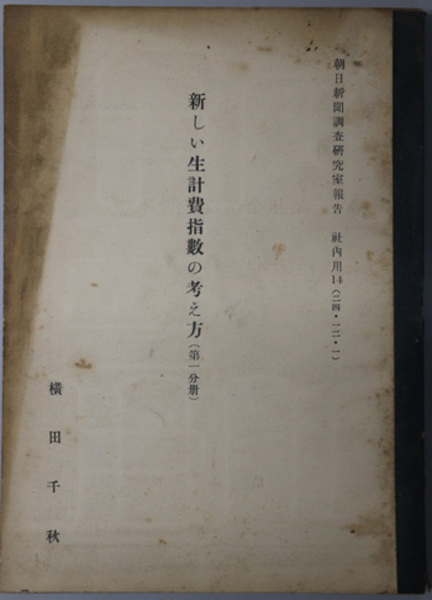 朝日新聞調査研究室報告 社内用14(二四・一二・一)
新しい生計費指数の考え方(第一分冊)
横田千秋